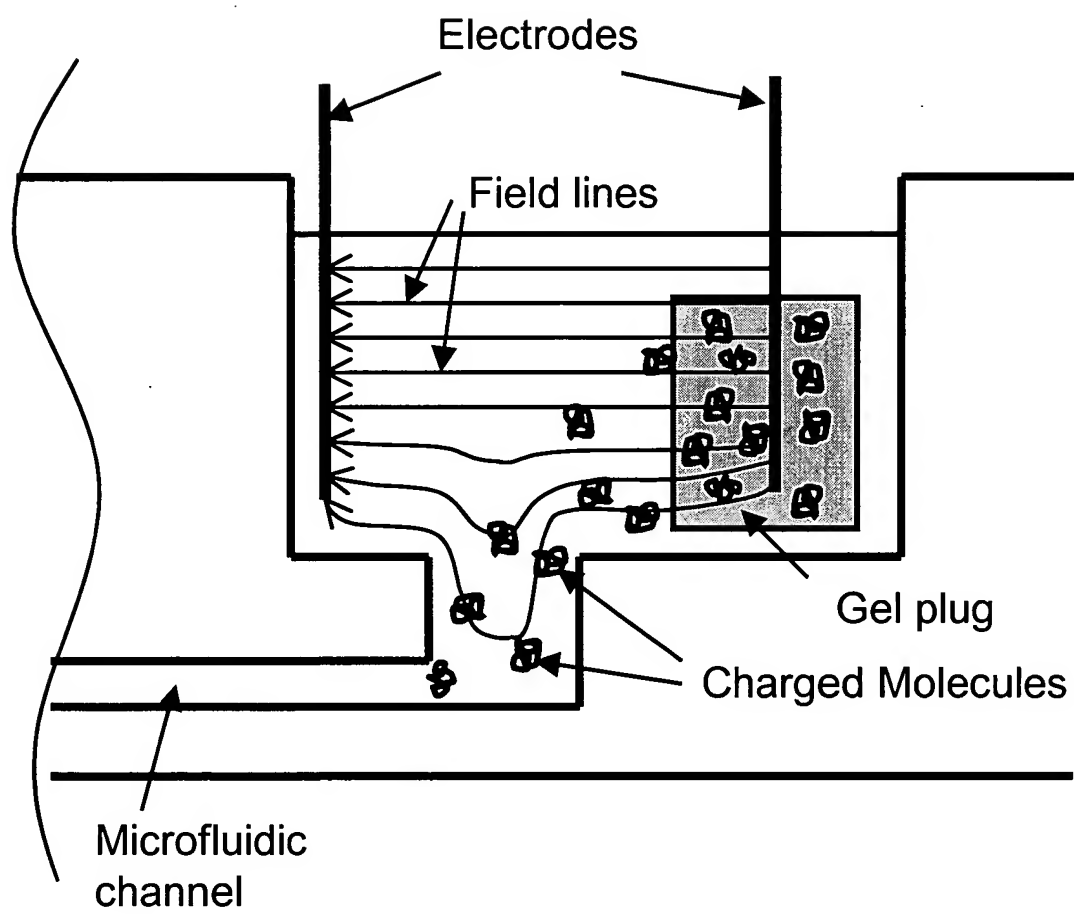 Electrodes
Field lines
Gel plug
Charged Molecules
Microfluidic
channel